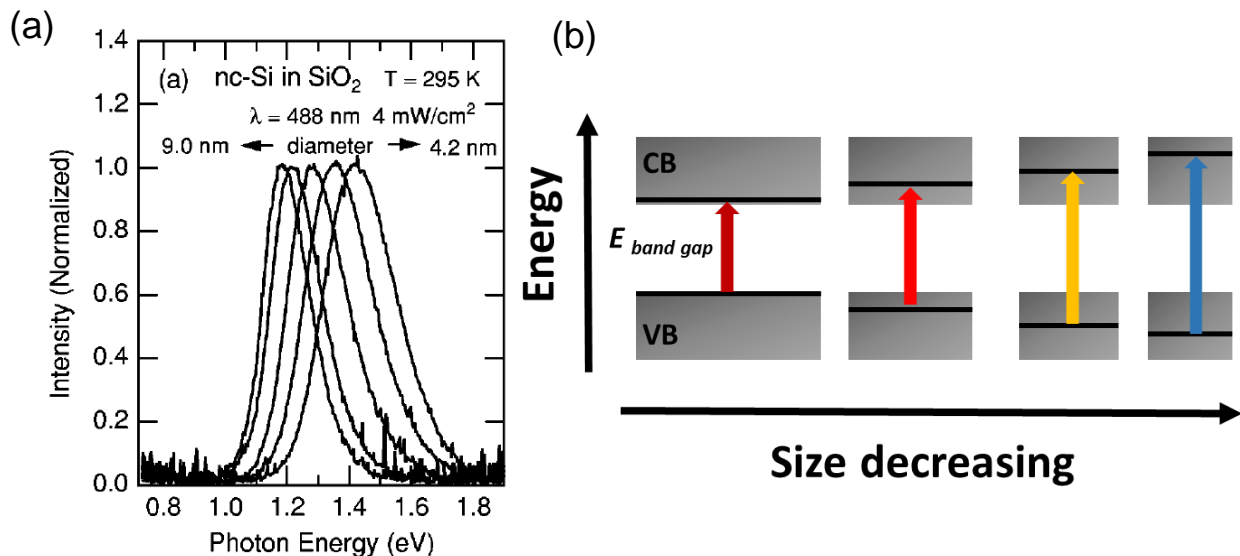 (a)
1.4
1.2
1.0
0.8
0.6
0.4
0.2
0.0
Intensity (Normalized)
(a) nc-Si in SiO₂ T = 295 K
λ = 488 nm 4 mW/cm²
9.0 nm ◄─ diameter ─► 4.2 nm
0.8 1.0 1.2 1.4 1.6 1.8
Photon Energy (eV)
(b)
Energy
CB
E band gap
VB
Size decreasing